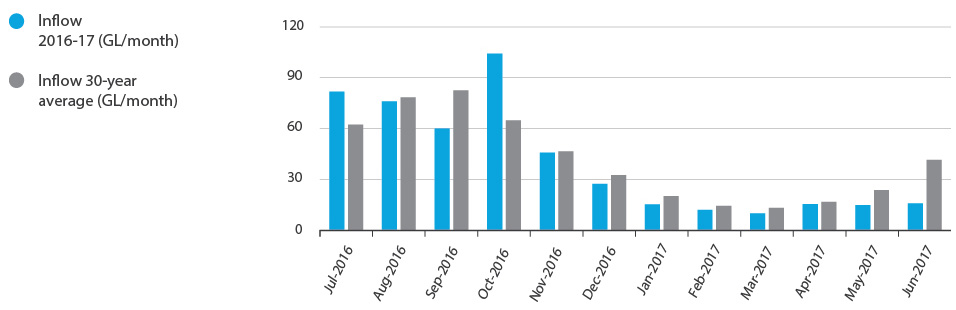 Inflow
2016-17 (GL/month)
Inflow 30-year
average (GL/month)
120
90
60
30
0
Jul-2016
Aug-2016
Sep-2016
Oct-2016
Nov-2016
Dec-2016
Jan-2017
Feb-2017
Mar-2017
Apr-2017
May-2017
Jun-2017